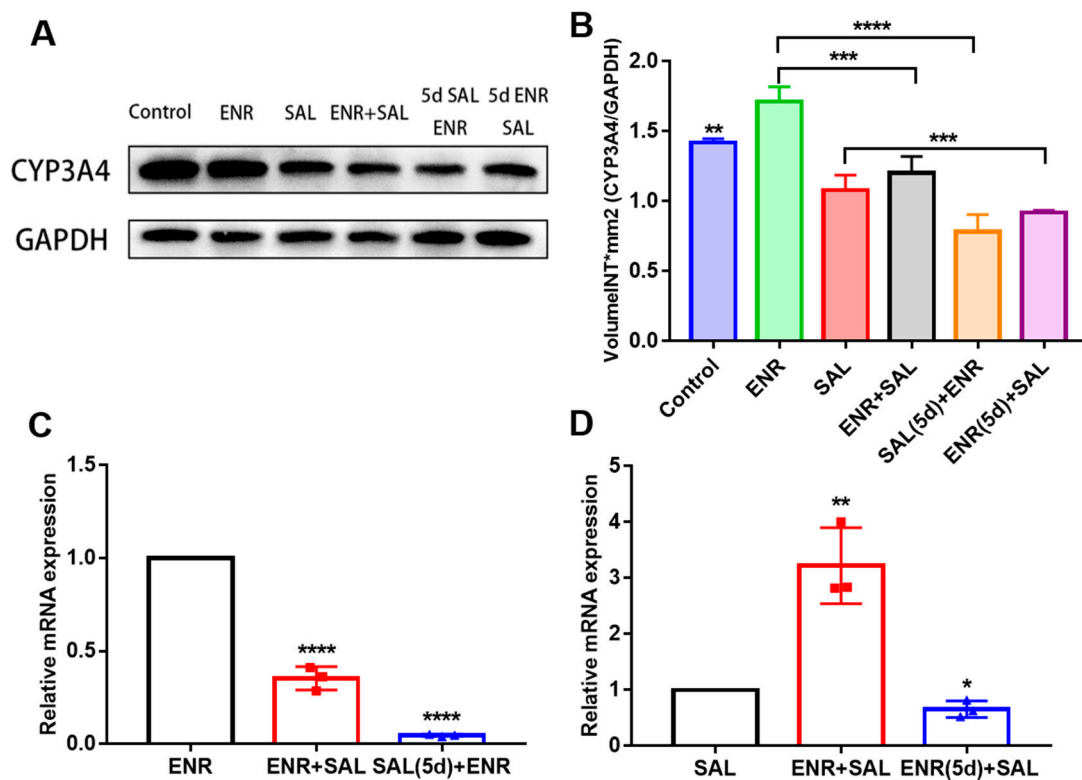 A
Control ENR SAL ENR+SAL 5d SAL 5d ENR
ENR SAL
CYP3A4
GAPDH
B
VolumeINT*mm2 (CYP3A4/GAPDH)
2.0
1.5
1.0
0.5
0.0
****
***
**
***
Control
ENR
SAL
ENR+SAL
SAL(5d)+ENR
ENR(5d)+SAL
C
Relative mRNA expression
1.5
1.0
0.5
0.0
****
****
ENR ENR+SAL SAL(5d)+ENR
D
Relative mRNA expression
5
4
3
2
1
0
**
*
SAL ENR+SAL ENR(5d)+SAL